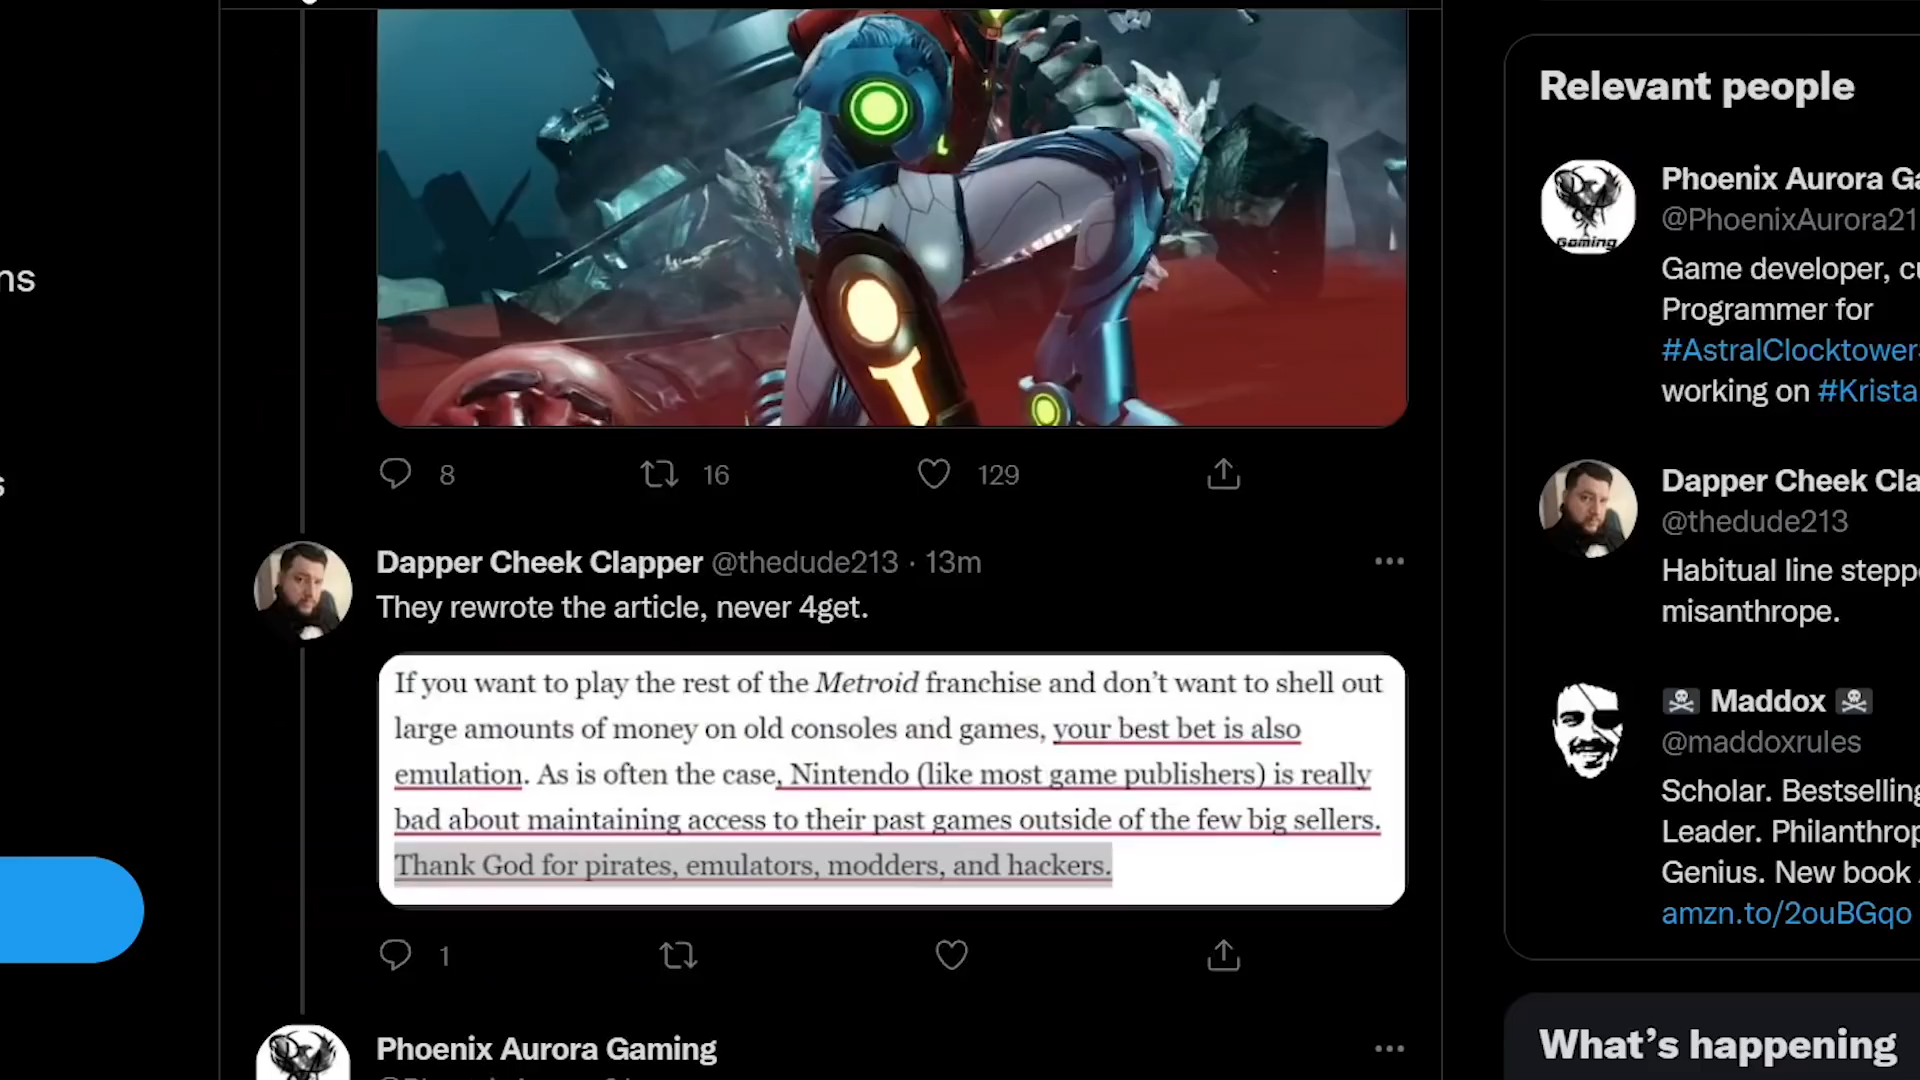 ns
s
8
16
129
Dapper Cheek Clapper @thedude213 · 13m
They rewrote the article, never 4get.
If you want to play the rest of the Metroid franchise and don’t want to shell out
large amounts of money on old consoles and games, your best bet is also
emulation. As is often the case, Nintendo (like most game publishers) is really
bad about maintaining access to their past games outside of the few big sellers.
Thank God for pirates, emulators, modders, and hackers.
1
Phoenix Aurora Gaming
Relevant people
Gaming
Phoenix Aurora Ga
@PhoenixAurora21
Game developer, cu
Programmer for
#AstralClocktower
working on #Krista
Dapper Cheek Cla
@thedude213
Habitual line steppe
misanthrope.
☠ Maddox ☠
@maddoxrules
Scholar. Bestselling
Leader. Philanthrop
Genius. New book
amzn.to/2ouBGqo
What’s happening